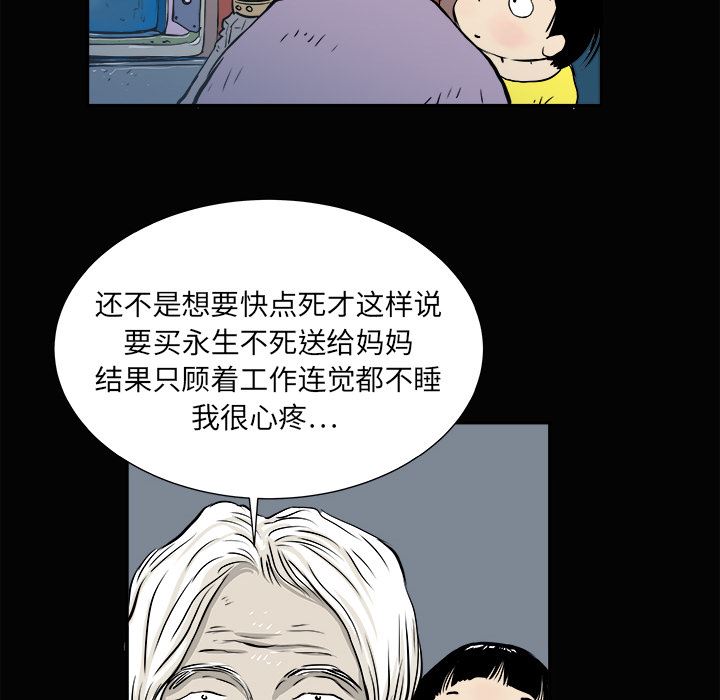 还不是想要快点死才这样说
要买永生不死送给妈妈
结果只顾着工作连觉都不睡
我很心疼...